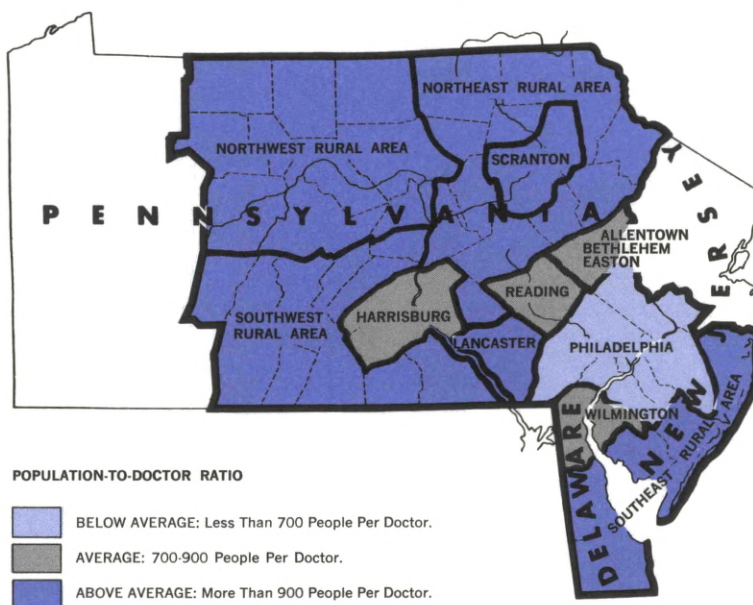 NORTHEAST RURAL AREA
NORTHWEST RURAL AREA
SCRANTON
PENNSYLVANIA
ALLENTOWN
BETHLEHEM
EASTON
READING
HARRISBURG
SOUTHWEST
RURAL AREA
LANCASTER
PHILADELPHIA
WILMINGTON
NEW JERSEY
SOUTHEAST RURAL AREA
DELAWARE
POPULATION-TO-DOCTOR RATIO
BELOW AVERAGE: Less Than 700 People Per Doctor.
AVERAGE: 700-900 People Per Doctor.
ABOVE AVERAGE: More Than 900 People Per Doctor.